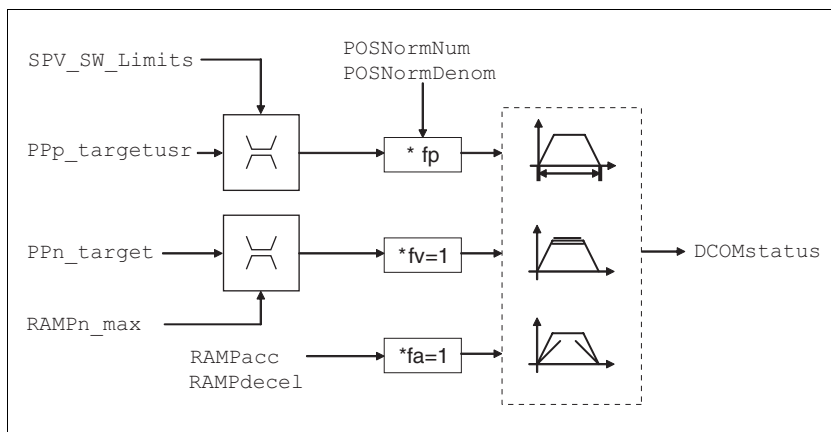 SPV_SW_Limits
POSNormNum
POSNormDenom
PPp_targetusr
* fp
PPn_target
*fv=1
DCOMstatus
RAMPn_max
RAMPacc
RAMPdecel
*fa=1